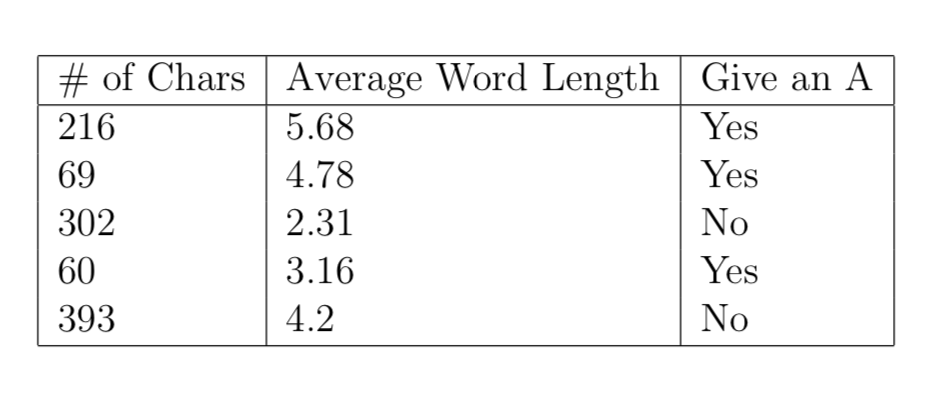 # of Chars Average Word Length Give an A
216 5.68 Yes
69 4.78 Yes
302 2.31 No
60 3.16 Yes
393 4.2 No